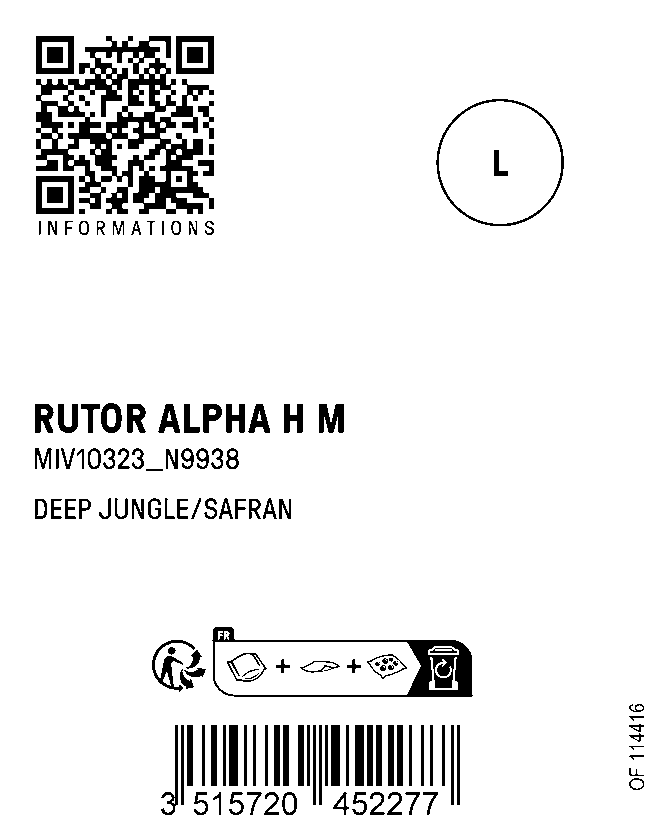 INFORMATIONS
L
RUTOR ALPHA H M
MIV10323_N9938
DEEP JUNGLE/SAFRAN
FR
3 515720 452277
OF 114416